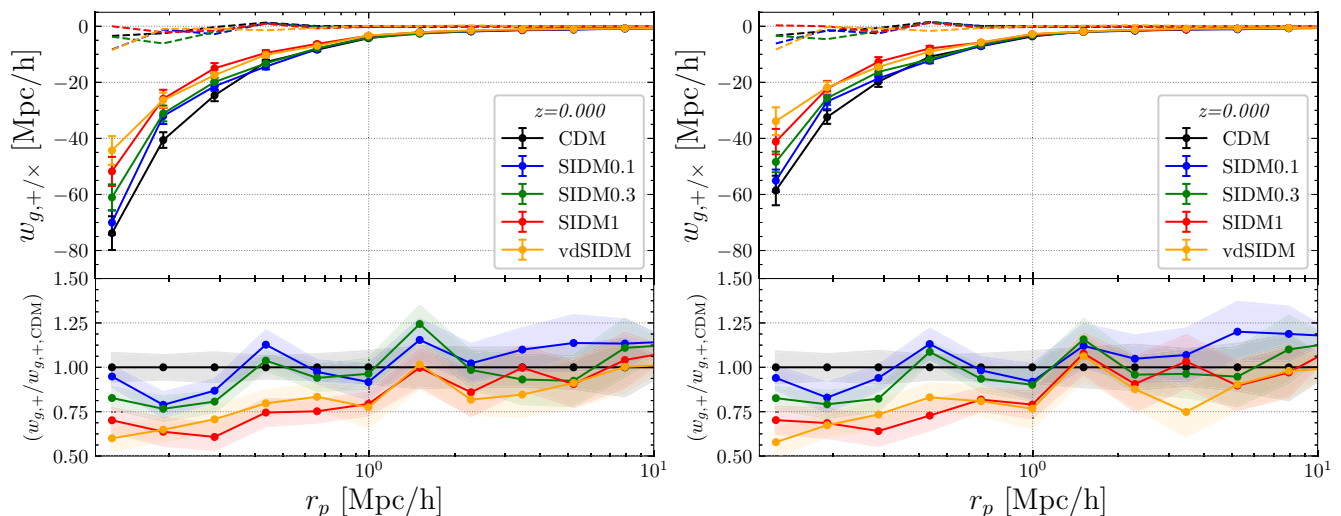 0
−20
−40
−60
−80
w_{g,+/×} [Mpc/h]
z=0.000
CDM
SIDM0.1
SIDM0.3
SIDM1
vdSIDM
1.50
1.25
1.00
0.75
0.50
(w_{g,+}/w_{g,+,CDM})
10^0
10^1
r_p [Mpc/h]
0
−20
−40
−60
−80
w_{g,+/×} [Mpc/h]
z=0.000
CDM
SIDM0.1
SIDM0.3
SIDM1
vdSIDM
1.50
1.25
1.00
0.75
0.50
(w_{g,+}/w_{g,+,CDM})
10^0
10^1
r_p [Mpc/h]